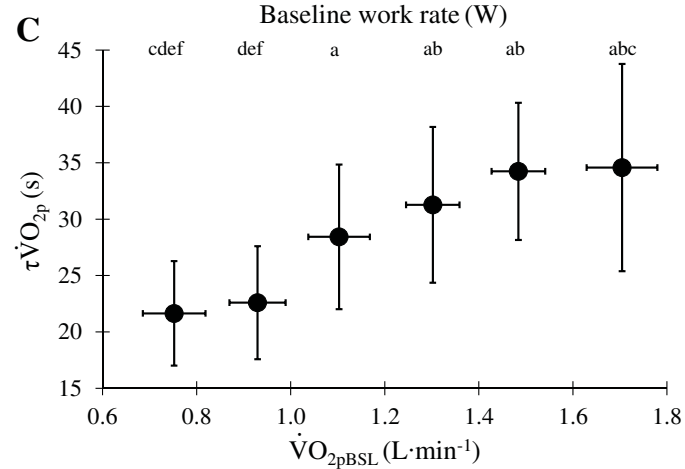 Baseline work rate (W)
C
cdef def a ab ab abc
45
40
35
30
25
20
15
τV̇O₂ₚ (s)
0.6 0.8 1.0 1.2 1.4 1.6 1.8
V̇O₂ₚBSL (L·min⁻¹)